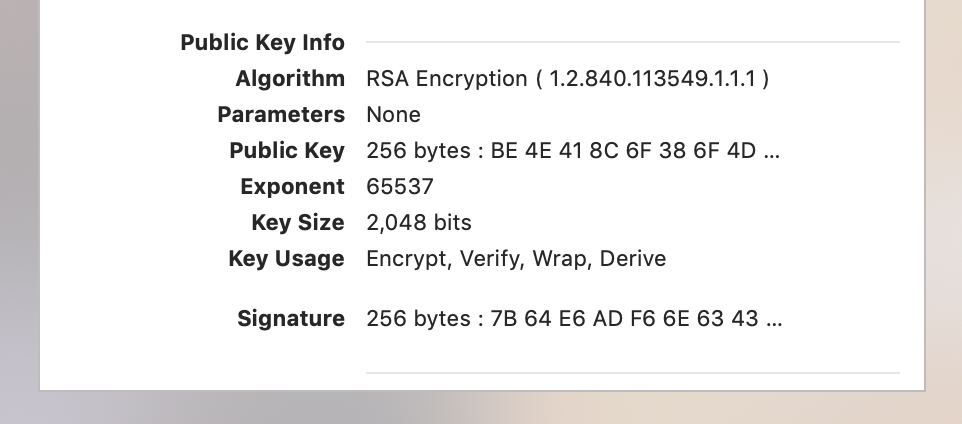 Public Key Info
Algorithm RSA Encryption ( 1.2.840.113549.1.1.1 )
Parameters None
Public Key 256 bytes : BE 4E 41 8C 6F 38 6F 4D ...
Exponent 65537
Key Size 2,048 bits
Key Usage Encrypt, Verify, Wrap, Derive
Signature 256 bytes : 7B 64 E6 AD F6 6E 63 43 ...